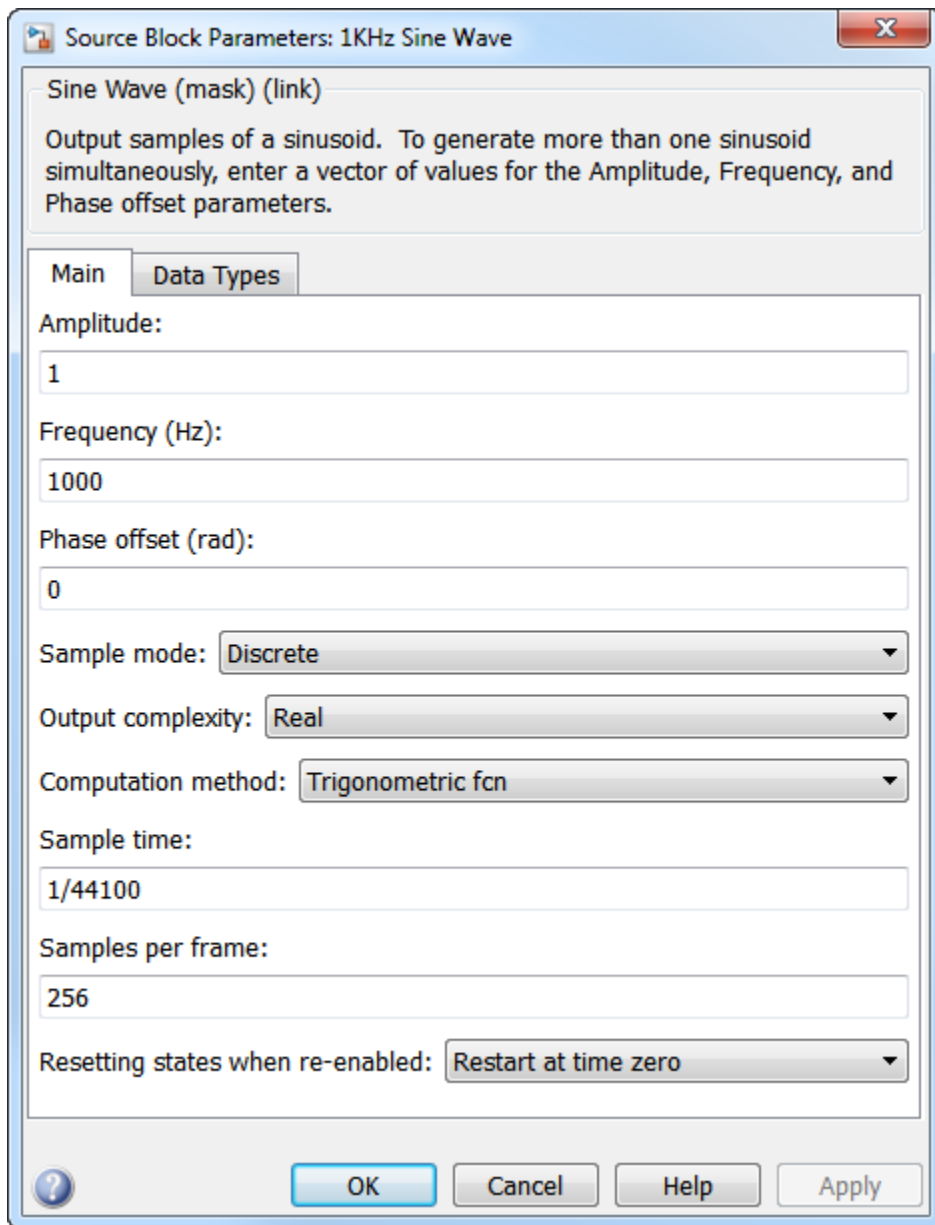 Source Block Parameters: 1KHz Sine Wave
x
Sine Wave (mask) (link)
Output samples of a sinusoid.  To generate more than one sinusoid
simultaneously, enter a vector of values for the Amplitude, Frequency, and
Phase offset parameters.
Main
Data Types
Amplitude:
1
Frequency (Hz):
1000
Phase offset (rad):
0
Sample mode: Discrete
Output complexity: Real
Computation method: Trigonometric fcn
Sample time:
1/44100
Samples per frame:
256
Resetting states when re-enabled: Restart at time zero
? OK Cancel Help Apply